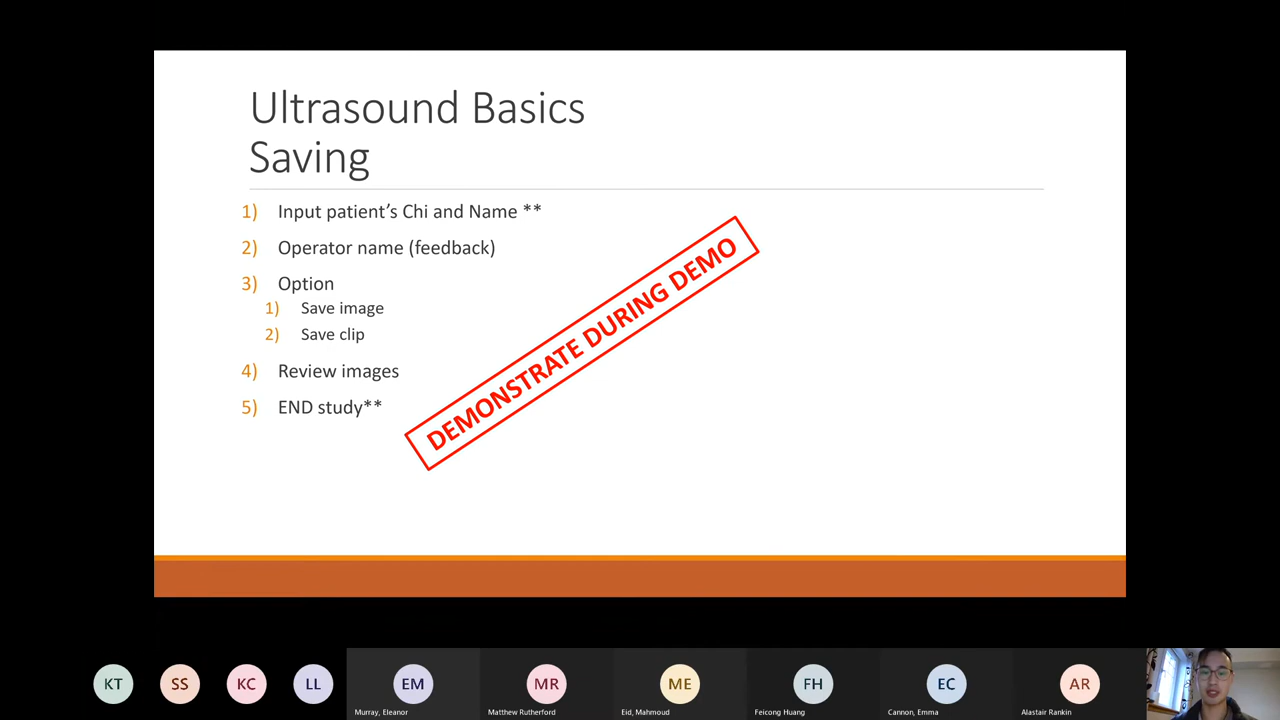 Ultrasound Basics
Saving
1) Input patient’s Chi and Name **
2) Operator name (feedback)
3) Option
1) Save image
2) Save clip
4) Review images
5) END study**
DEMONSTRATE DURING DEMO
KT
SS
KC
LL
EM
MR
ME
FH
EC
AR
Murray, Eleanor
Matthew Rutherford
Eid, Mahmoud
Feicong Huang
Cannon, Emma
Alastair Rankin